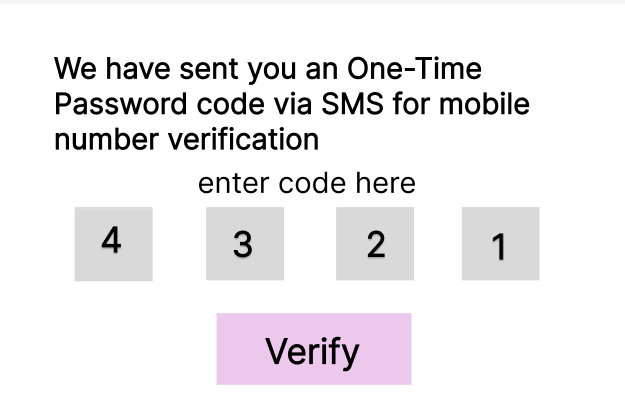 We have sent you an One-Time
Password code via SMS for mobile
number verification
enter code here
4 3 2 1
Verify